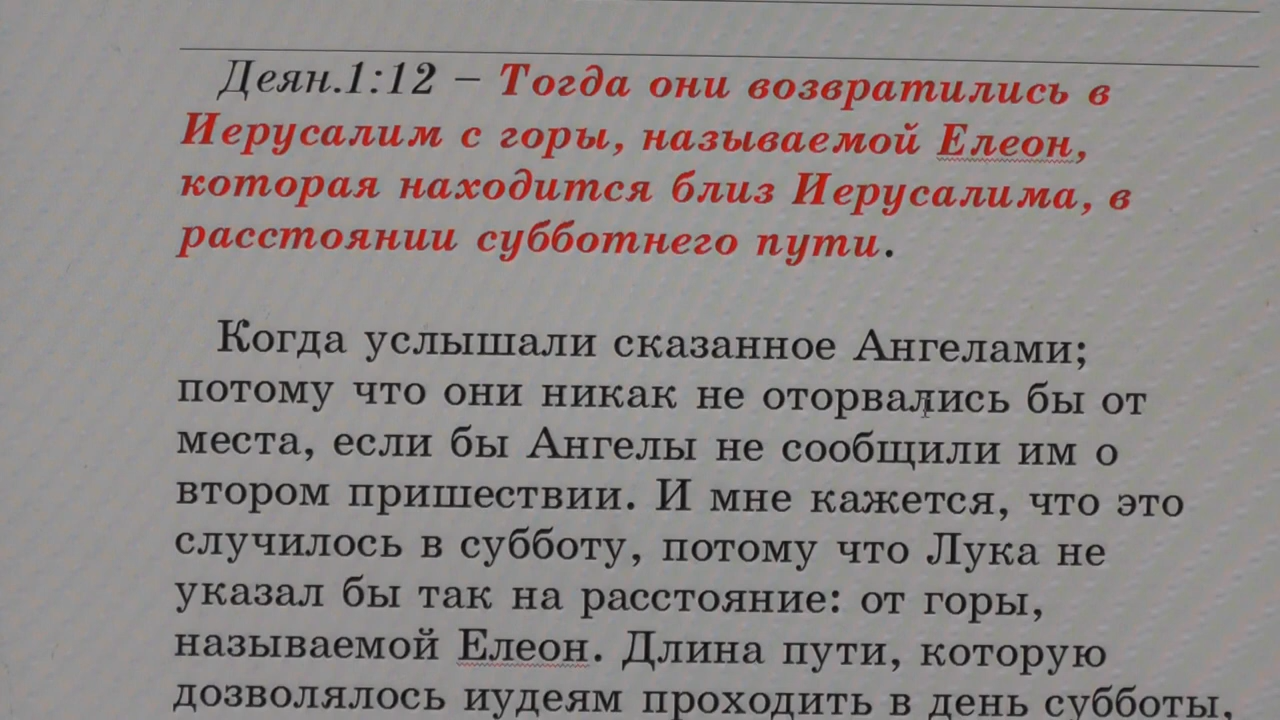 Деян.1:12 – Тогда они возвратились в
Иерусалим с горы, называемой Елеон,
которая находится близ Иерусалима, в
расстоянии субботнего пути.
Когда услышали сказанное Ангелами;
потому что они никак не оторвались бы от
места, если бы Ангелы не сообщили им о
втором пришествии. И мне кажется, что это
случилось в субботу, потому что Лука не
указал бы так на расстояние: от горы,
называемой Елеон. Длина пути, которую
дозволялось иудеям проходить в день субботы,